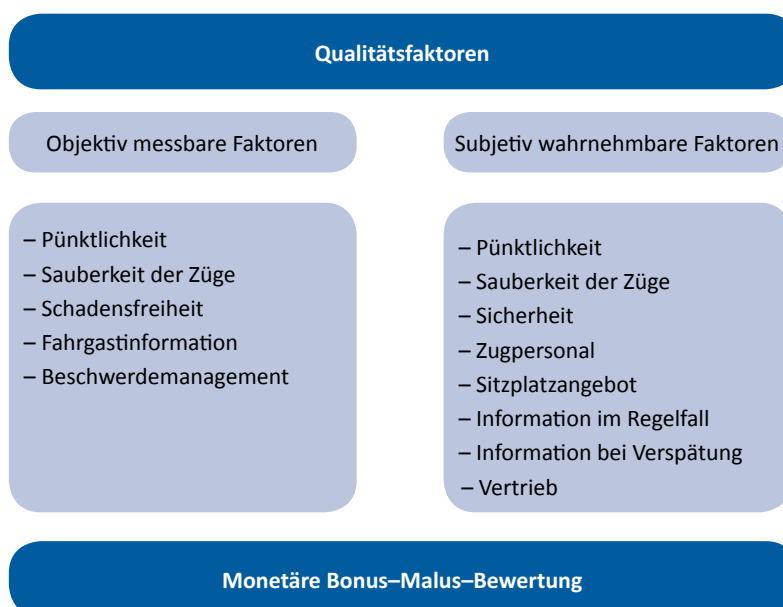 Qualitätsfaktoren
Objektiv messbare Faktoren
– Pünktlichkeit
– Sauberkeit der Züge
– Schadensfreiheit
– Fahrgastinformation
– Beschwerdemanagement
Subjetiv wahrnehmbare Faktoren
– Pünktlichkeit
– Sauberkeit der Züge
– Sicherheit
– Zugpersonal
– Sitzplatzangebot
– Information im Regelfall
– Information bei Verspätung
– Vertrieb
Monetäre Bonus–Malus–Bewertung